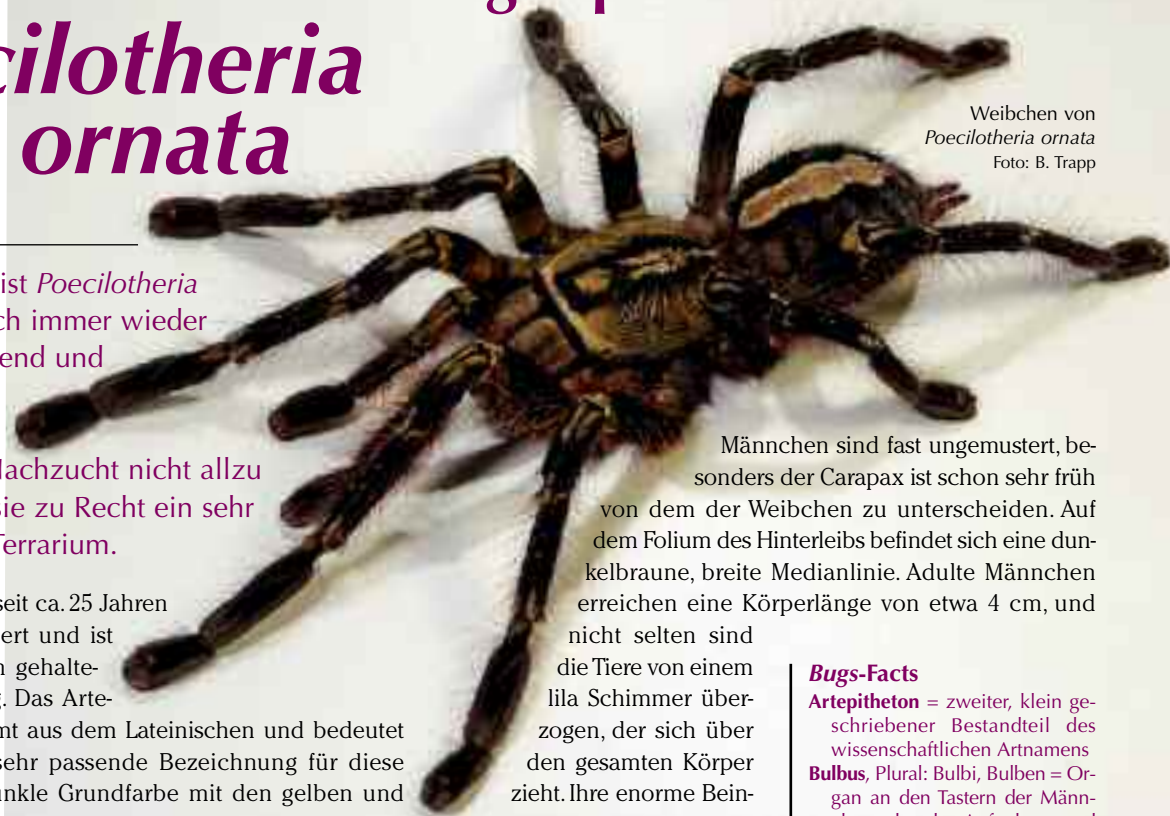 cilotheria
ornata
Weibchen von
Poecilotheria ornata
Foto: B. Trapp
ist Poecilotheria
ch immer wieder
end und
Nachzucht nicht allzu
sie zu Recht ein sehr
Terrarium.
seit ca. 25 Jahren
ert und ist
n gehalte-
g. Das Arte-
mt aus dem Lateinischen und bedeutet
sehr passende Bezeichnung für diese
unkle Grundfarbe mit den gelben und
Männchen sind fast ungemustert, be-
sonders der Carapax ist schon sehr früh
von dem der Weibchen zu unterscheiden. Auf
dem Folium des Hinterleibs befindet sich eine dun-
kelbraune, breite Medianlinie. Adulte Männchen
erreichen eine Körperlänge von etwa 4 cm, und
nicht selten sind
die Tiere von einem
lila Schimmer über-
zogen, der sich über
den gesamten Körper
zieht. Ihre enorme Bein-
Bugs-Facts
Artepitheton = zweiter, klein ge-
schriebener Bestandteil des
wissenschaftlichen Artnamens
Bulbus, Plural: Bulbi, Bulben = Or-
gan an den Tastern der Männ-